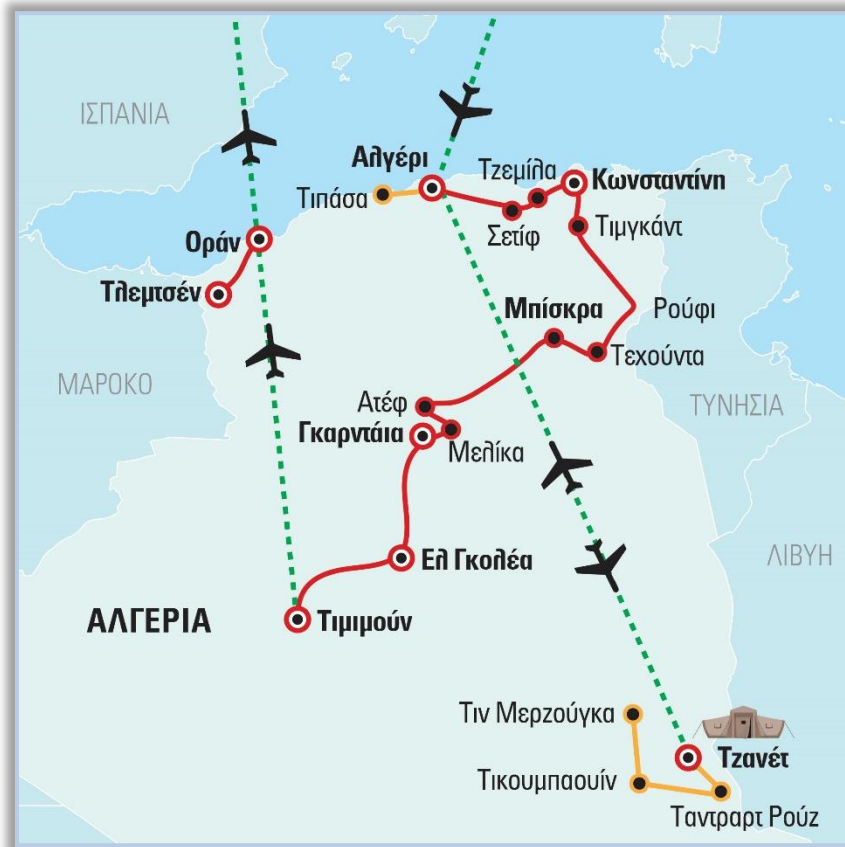 ΙΣΠΑΝΙΑ
Αλγέρι
Τζεμίλα
Κωνσταντίνη
Τιπάσα
Σετίφ
Τιμγκάντ
Οράν
Τλεμτσέν
Μπίσκρα
Ρούφι
Τεχούντα
ΜΑΡΟΚΟ
ΤΥΝΗΣΙΑ
Ατέφ
Γκαρντάια
Μελίκα
Ελ Γκολέα
ΛΙΒΥΗ
ΑΛΓΕΡΙΑ
Τιμιμούν
Τιν Μερζούγκα
Τζανέτ
Τικουμπαουίν
Ταντραρτ Ρούζ